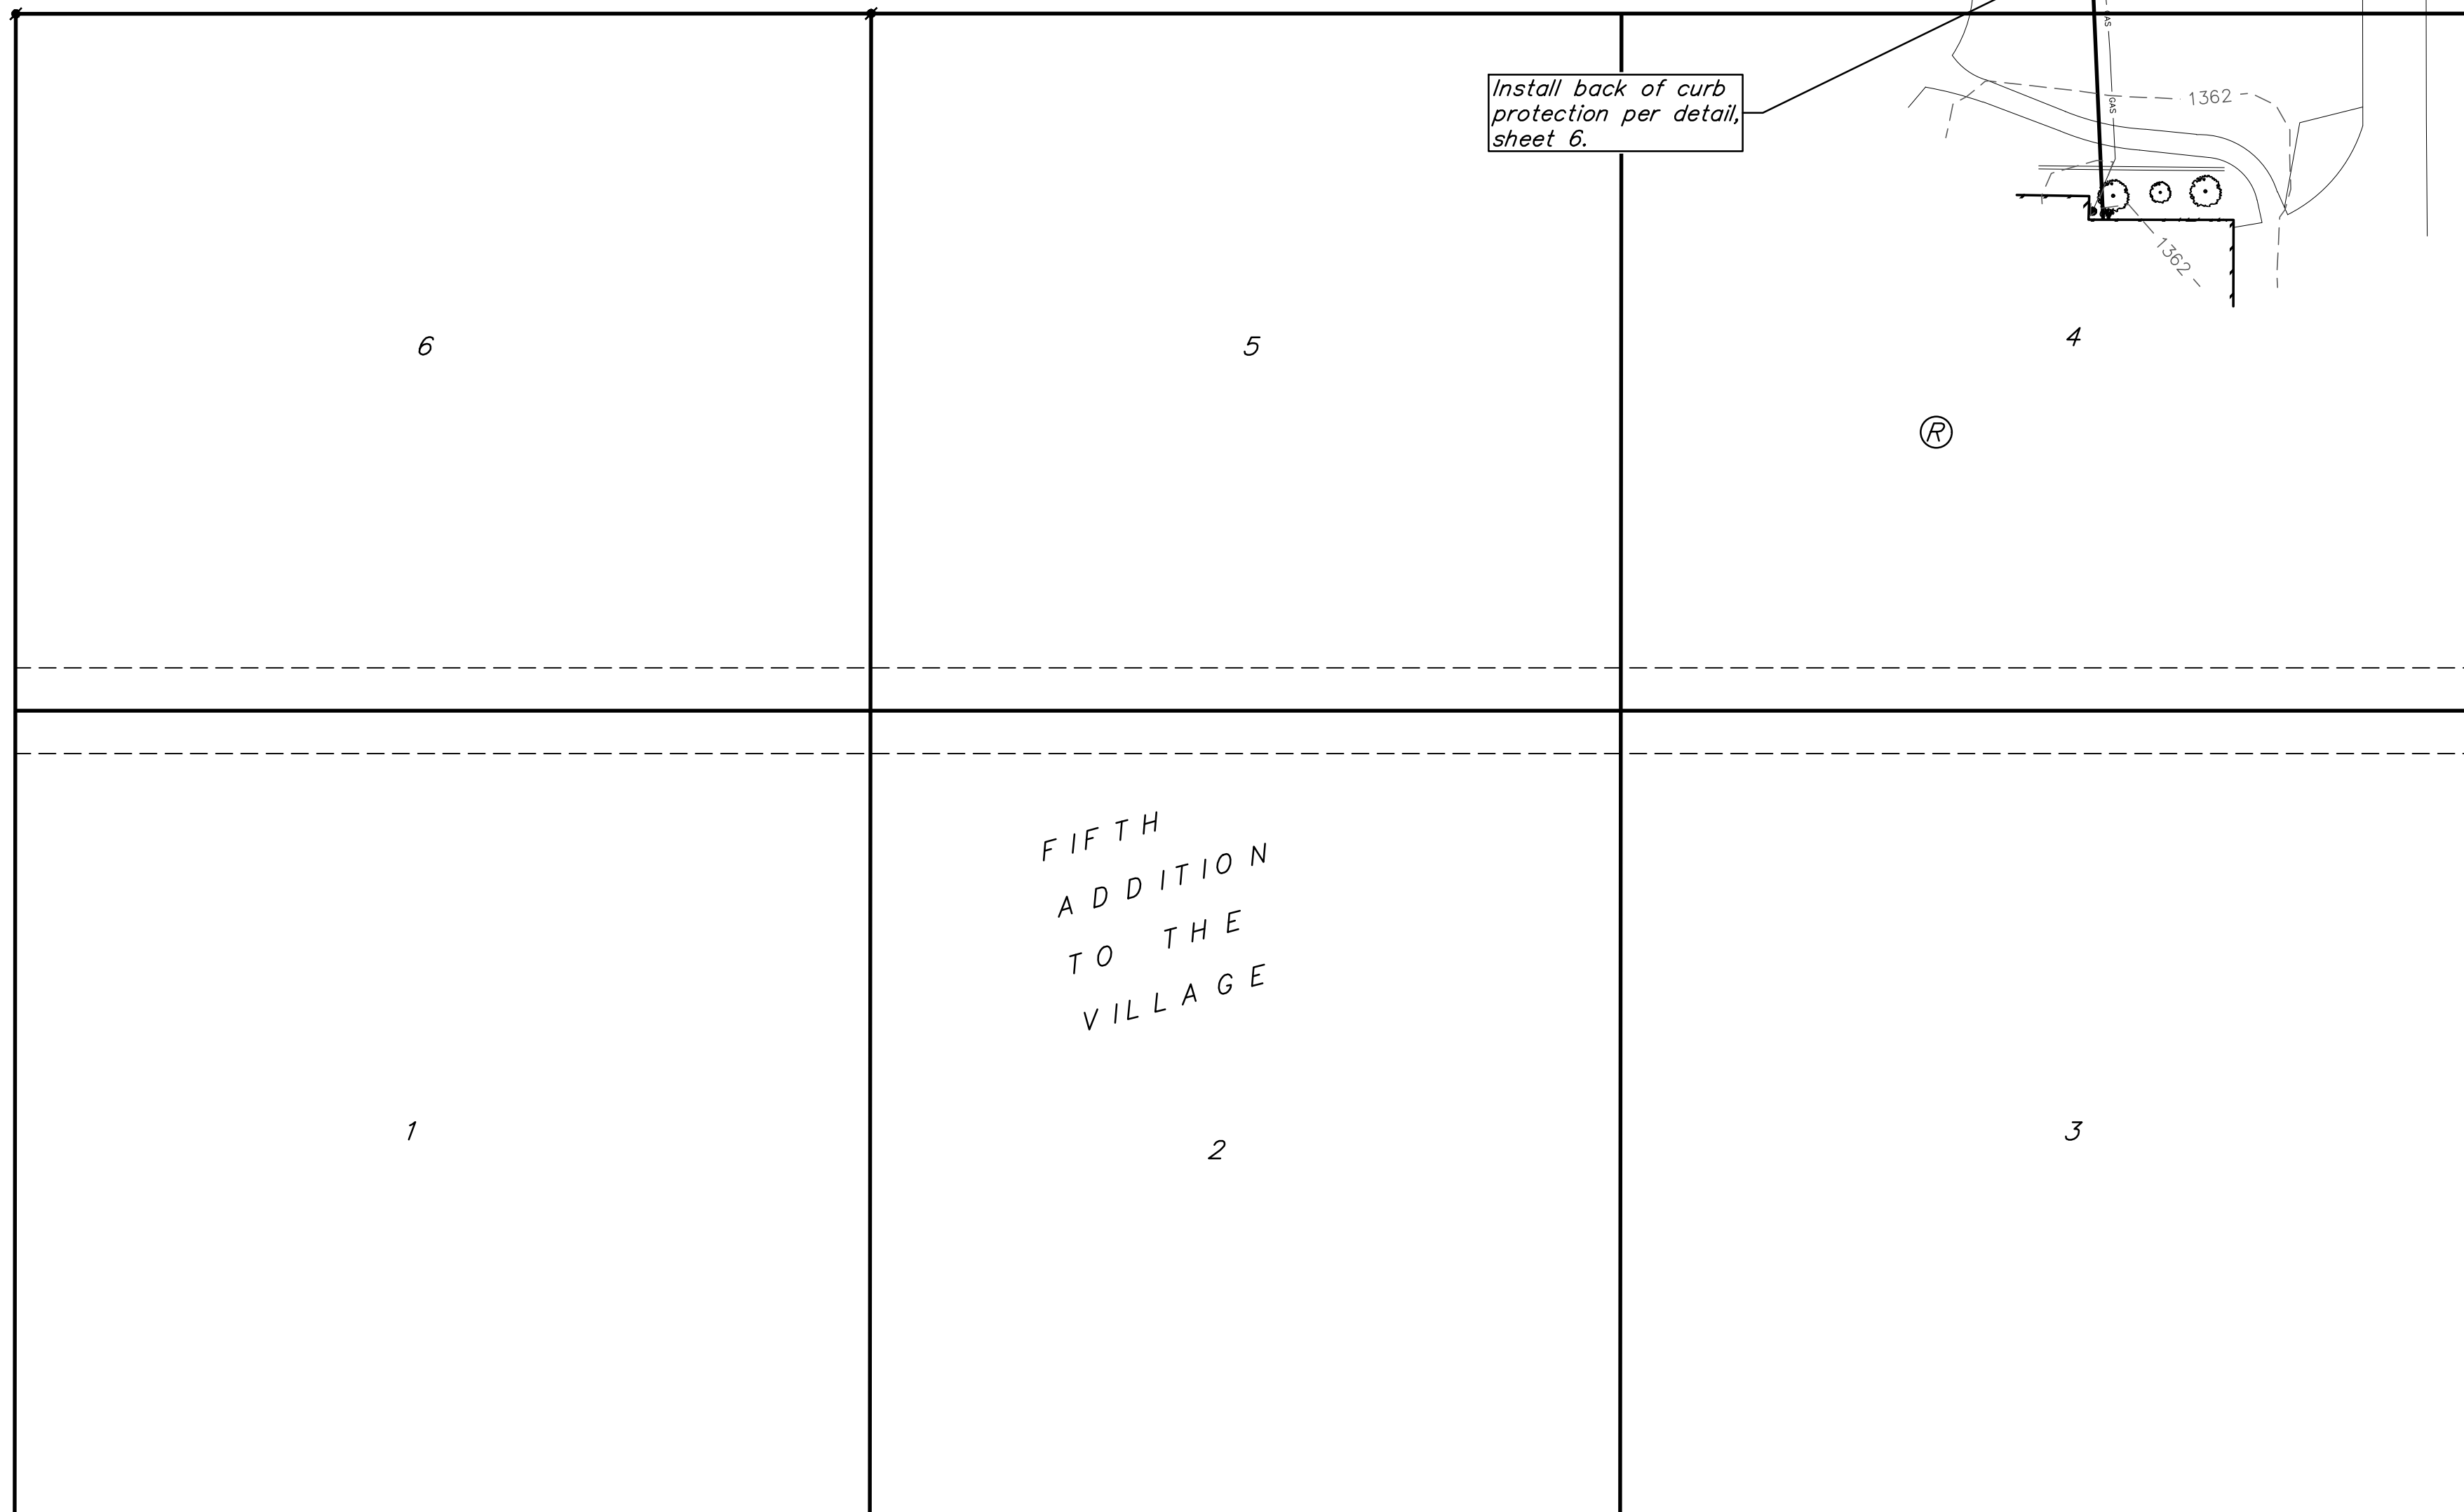 GAS
Install back of curb
protection per detail,
sheet 6.
1362
GAS
1362
6
5
4
R
FIFTH
ADDITION
TO THE
VILLAGE
1
2
3